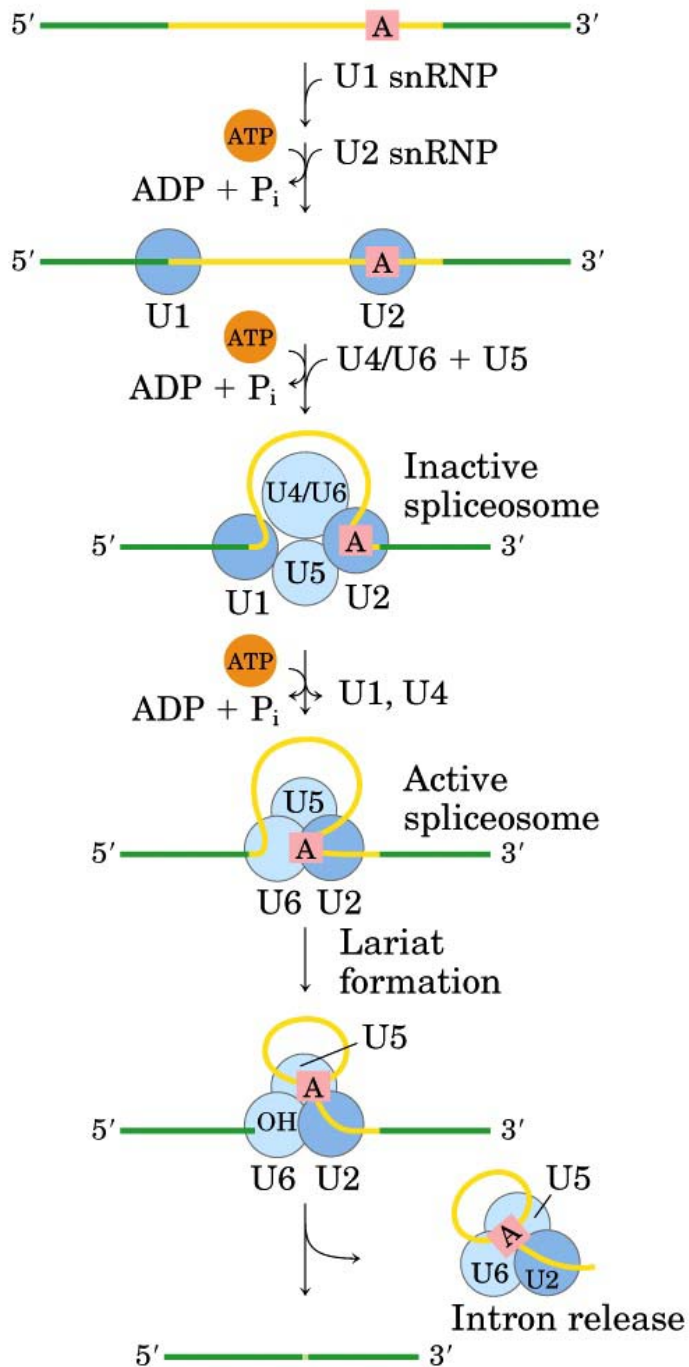 5′ A 3′
U1 snRNP
ATP
U2 snRNP
ADP + Pi
5′ A 3′
U1 U2
ATP
U4/U6 + U5
ADP + Pi
Inactive
spliceosome
U4/U6
5′ A 3′
U5
U1 U2
ATP
U1, U4
ADP + Pi
Active
spliceosome
U5
5′ A 3′
U6 U2
Lariat
formation
U5
A
5′ OH 3′
U6 U2
U5
A
U6 U2
Intron release
5′ 3′